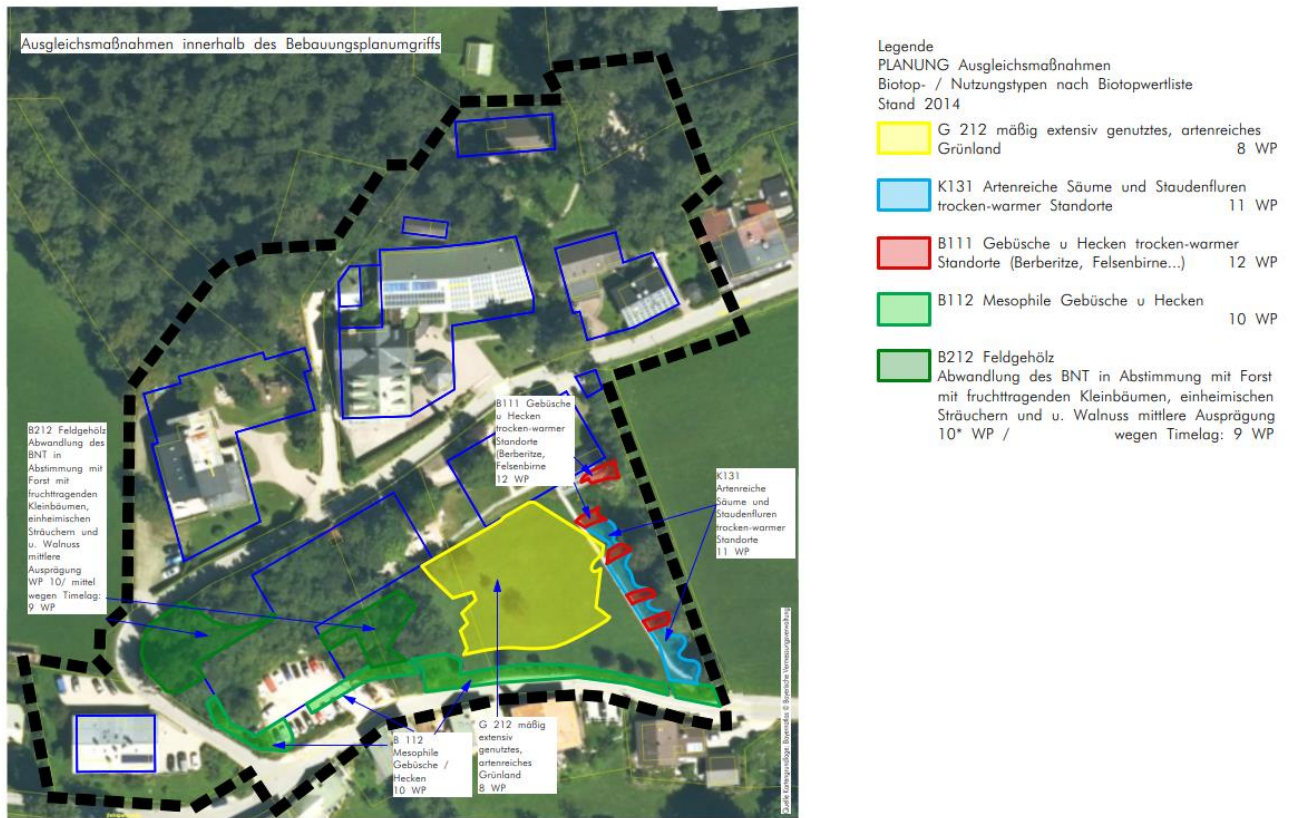 Ausgleichsmaßnahmen innerhalb des Bebauungsplanumgriffs
Legende
PLANUNG Ausgleichsmaßnahmen
Biotop- / Nutzungstypen nach Biotopwertliste
Stand 2014
G 212 mäßig extensiv genutztes, artenreiches
Grünland 8 WP
K131 Artenreiche Säume und Staudenfluren
trocken-warmer Standorte 11 WP
B111 Gebüsche u Hecken trocken-warmer
Standorte (Berberitze, Felsenbirne...) 12 WP
B112 Mesophile Gebüsche u Hecken
10 WP
B212 Feldgehölz
Abwandlung des BNT in Abstimmung mit Forst
mit fruchttragenden Kleinbäumen, einheimischen
Sträuchern und u. Walnuss mittlere Ausprägung
10* WP / wegen Timelag: 9 WP
B111 Gebüsche
u Hecken
trocken-warmer
Standorte
(Berberitze,
Felsenbirne
12 WP
B212 Feldgehölz
Abwandlung des
BNT in
Abstimmung mit
Forst mit
fruchttragenden
Kleinbäumen,
einheimischen
Sträuchern und
u. Walnuss
mittlere
Ausprägung
WP 10/ mittel
wegen Timelag:
9 WP
K131
Artenreiche
Säume und
Staudenfluren
trocken-warmer
Standorte
11 WP
B 112
Mesophile
Gebüsche /
Hecken
10 WP
G 212 mäßig
extensiv
genutztes,
artenreiches
Grünland
8 WP
Quelle Kartengrundlage: Bayernatlas © Bayerische Vermessungsverwaltung